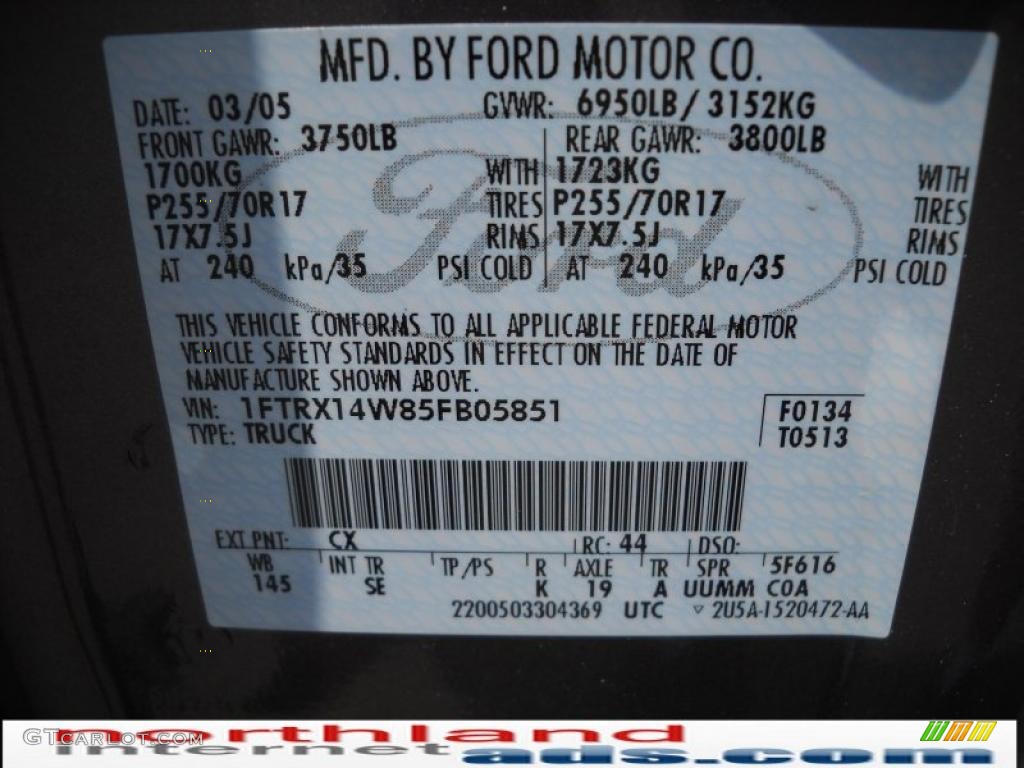 MFD. BY FORD MOTOR CO.
DATE: 03/05 GVWR: 6950LB/ 3152KG
FRONT GAWR: 3750LB REAR GAWR: 3800LB
1700KG WITH 1723KG WITH
P255/70R17 TIRES P255/70R17 TIRES
17X7.5J RIMS 17X7.5J RIMS
AT 240 kPa/35 PSI COLD AT 240 kPa/35 PSI COLD
Ford
THIS VEHICLE CONFORMS TO ALL APPLICABLE FEDERAL MOTOR
VEHICLE SAFETY STANDARDS IN EFFECT ON THE DATE OF
MANUFACTURE SHOWN ABOVE.
VIN: 1FTRX14W85FB05851 F0134
TYPE: TRUCK T0513
EXT PNT: CX RC: 44 DSO:
WB INT TR TP/PS R AXLE TR SPR 5F616
145 SE K 19 A UUMM COA
2200503304369 UTC ▽ 2U5A-1520472-AA
GTCarLot.com
northland
internet ads.com